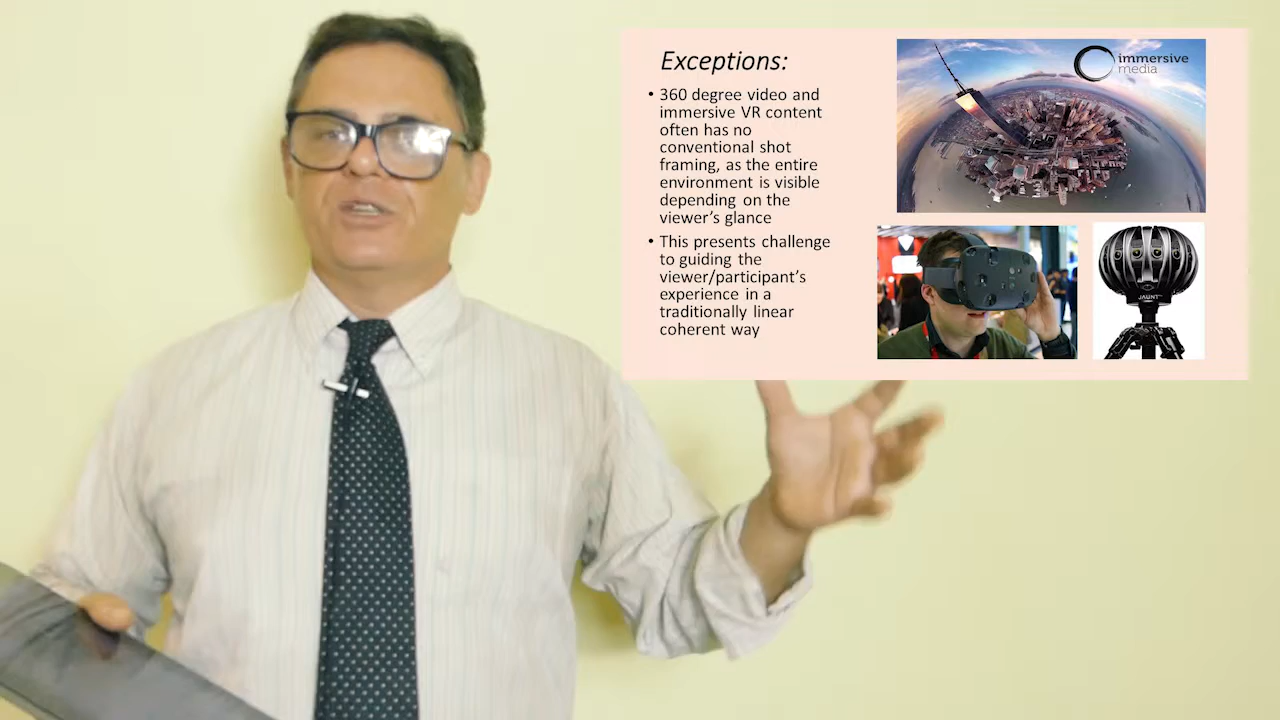 Exceptions:
• 360 degree video and
immersive VR content
often has no
conventional shot
framing, as the entire
environment is visible
depending on the
viewer's glance
• This presents challenge
to guiding the
viewer/participant's
experience in a
traditionally linear
coherent way
immersive
media
JAUNT